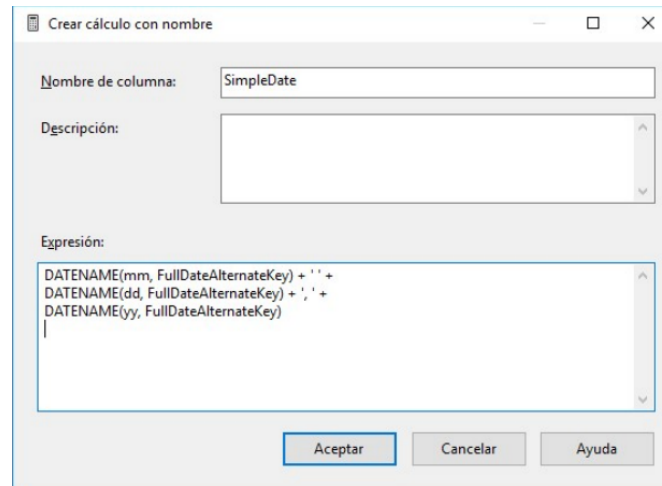 Crear cálculo con nombre
Nombre de columna:
SimpleDate
Descripción:
Expresión:
DATENAME(mm, FullDateAlternateKey) + ' ' +
DATENAME(dd, FullDateAlternateKey) + ', ' +
DATENAME(yy, FullDateAlternateKey)
Aceptar
Cancelar
Ayuda